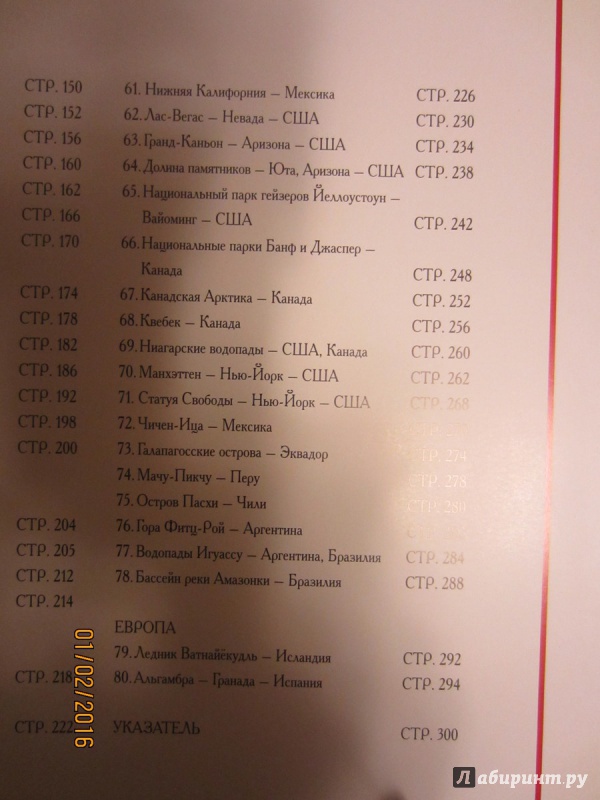 СТР. 150
СТР. 152
СТР. 156
СТР. 160
СТР. 162
СТР. 166
СТР. 170
СТР. 174
СТР. 178
СТР. 182
СТР. 186
СТР. 192
СТР. 198
СТР. 200
СТР. 204
СТР. 205
СТР. 212
СТР. 214
СТР. 218
СТР. 222
61. Нижняя Калифорния – Мексика СТР. 226
62. Лас-Вегас – Невада – США СТР. 230
63. Гранд-Каньон – Аризона – США СТР. 234
64. Долина памятников – Юта, Аризона – США СТР. 238
65. Национальный парк гейзеров Йеллоустоун –
Вайоминг – США СТР. 242
66. Национальные парки Банф и Джаспер –
Канада СТР. 248
67. Канадская Арктика – Канада СТР. 252
68. Квебек – Канада СТР. 256
69. Ниагарские водопады – США, Канада СТР. 260
70. Манхэттен – Нью-Йорк – США СТР. 262
71. Статуя Свободы – Нью-Йорк – США СТР. 268
72. Чичен-Ица – Мексика
73. Галапагосские острова – Эквадор СТР. 274
74. Мачу-Пикчу – Перу СТР. 278
75. Остров Пасхи – Чили СТР. 280
76. Гора Фитц-Рой – Аргентина
77. Водопады Игуассу – Аргентина, Бразилия СТР. 284
78. Бассейн реки Амазонки – Бразилия СТР. 288
ЕВРОПА
79. Ледник Ватнайёкудль – Исландия СТР. 292
80. Альгамбра – Гранада – Испания СТР. 294
УКАЗАТЕЛЬ СТР. 300
01/02/2016
Лабиринт.ру